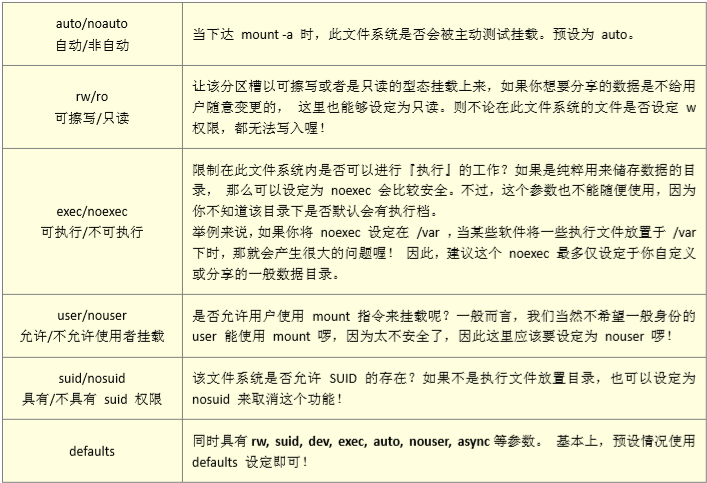 auto/noauto
自动/非自动
当下达 mount -a 时，此文件系统是否会被主动测试挂载。预设为 auto。
rw/ro
可擦写/只读
让该分区槽以可擦写或者是只读的型态挂载上来，如果你想要分享的数据是不给用
户随意变更的， 这里也能够设定为只读。则不论在此文件系统的文件是否设定 w
权限，都无法写入喔！
exec/noexec
可执行/不可执行
限制在此文件系统内是否可以进行『执行』的工作？如果是纯粹用来储存数据的目
录， 那么可以设定为 noexec 会比较安全。不过，这个参数也不能随便使用，因为
你不知道该目录下是否默认会有执行档。
举例来说，如果你将 noexec 设定在 /var ，当某些软件将一些执行文件放置于 /var
下时，那就会产生很大的问题喔！ 因此，建议这个 noexec 最多仅设定于你自定义
或分享的一般数据目录。
user/nouser
允许/不允许使用者挂载
是否允许用户使用 mount 指令来挂载呢？一般而言，我们当然不希望一般身份的
user 能使用 mount 啰，因为太不安全了，因此这里应该要设定为 nouser 啰！
suid/nosuid
具有/不具有 suid 权限
该文件系统是否允许 SUID 的存在？如果不是执行文件放置目录，也可以设定为
nosuid 来取消这个功能！
defaults
同时具有 rw, suid, dev, exec, auto, nouser, async 等参数。 基本上，预设情况使用
defaults 设定即可！